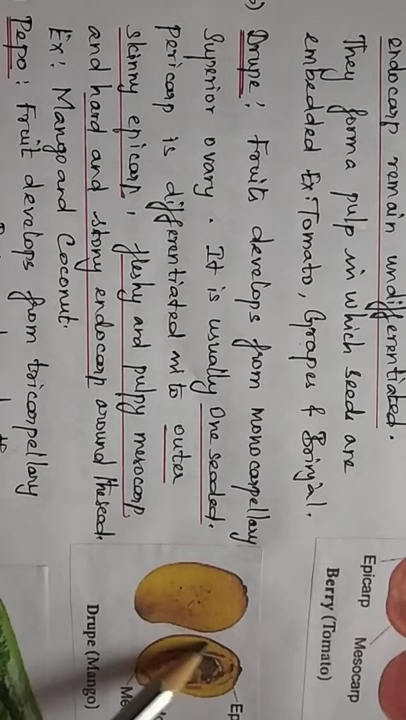 endocarp remain undifferentiated.
They form a pulp in which seed are
embedded Ex: Tomato, Grapes & Brinjal.
Drupe: Fruits develops from monocarpellary
Superior ovary. It is usually One seeded.
Pericarp is differentiated into outer
skinny epicarp, fleshy and pulpy mesocarp
and hard and stony endocarp around the seed.
Ex: Mango and Coconut.
Pepo: Fruit develops from tricarpellary
Epicarp
Mesocarp
Berry (Tomato)
Ep
Me
Drupe (Mango)